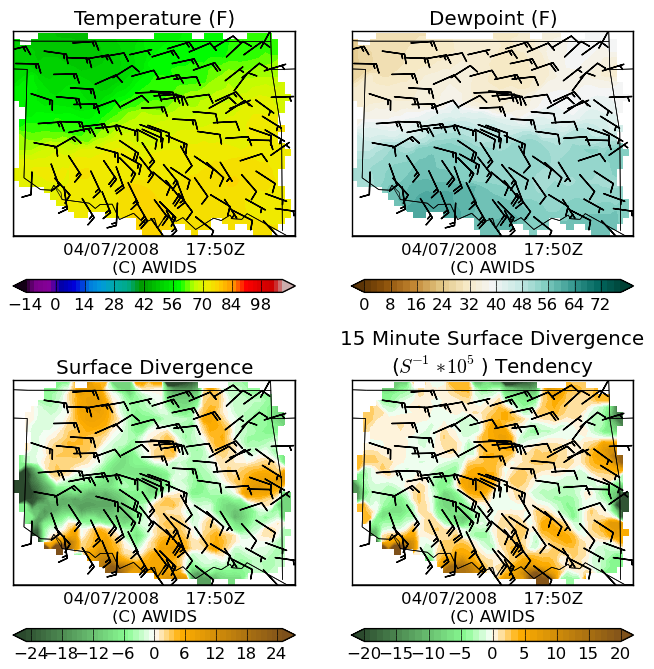 Temperature (F)
Dewpoint (F)
04/07/2008 17:50Z
(C) AWIDS
04/07/2008 17:50Z
(C) AWIDS
−14 0 14 28 42 56 70 84 98
0 8 16 24 32 40 48 56 64 72
Surface Divergence
15 Minute Surface Divergence
(S⁻¹ ∗10⁵ ) Tendency
04/07/2008 17:50Z
(C) AWIDS
04/07/2008 17:50Z
(C) AWIDS
−24 −18 −12 −6 0 6 12 18 24
−20 −15 −10 −5 0 5 10 15 20